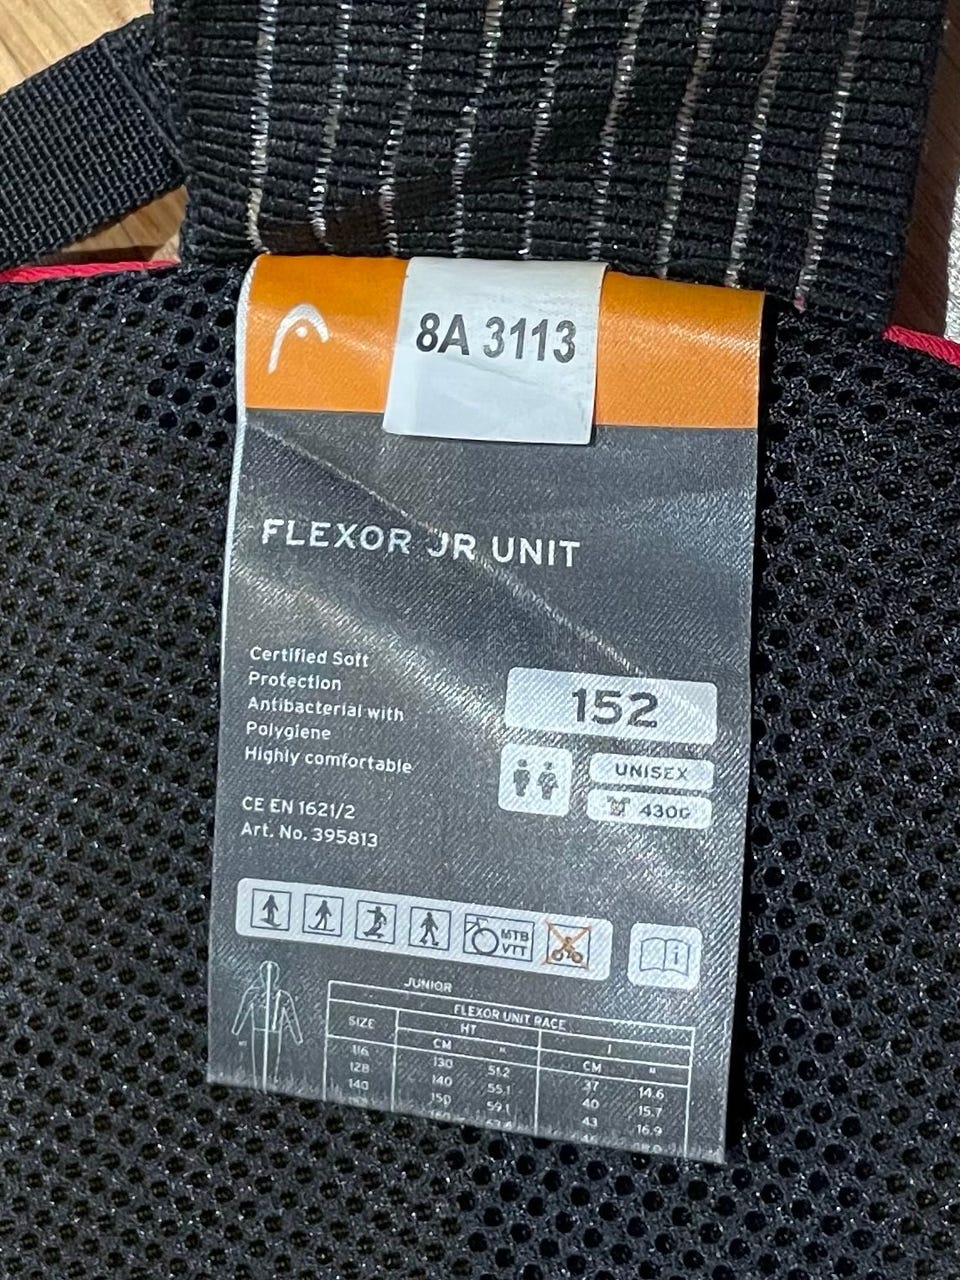 8A 3113
FLEXOR JR UNIT
Certified Soft
Protection
Antibacterial with
Polygiene
Highly comfortable
152
UNISEX
430G
CE EN 1621/2
Art. No. 395813
MTB
VTT
i
JUNIOR
SIZE FLEXOR UNIT RACE
HT I
CM " CM "
116 130 51.2 37 14.6
128 140 55.1 40 15.7
140 150 59.1 43 16.9